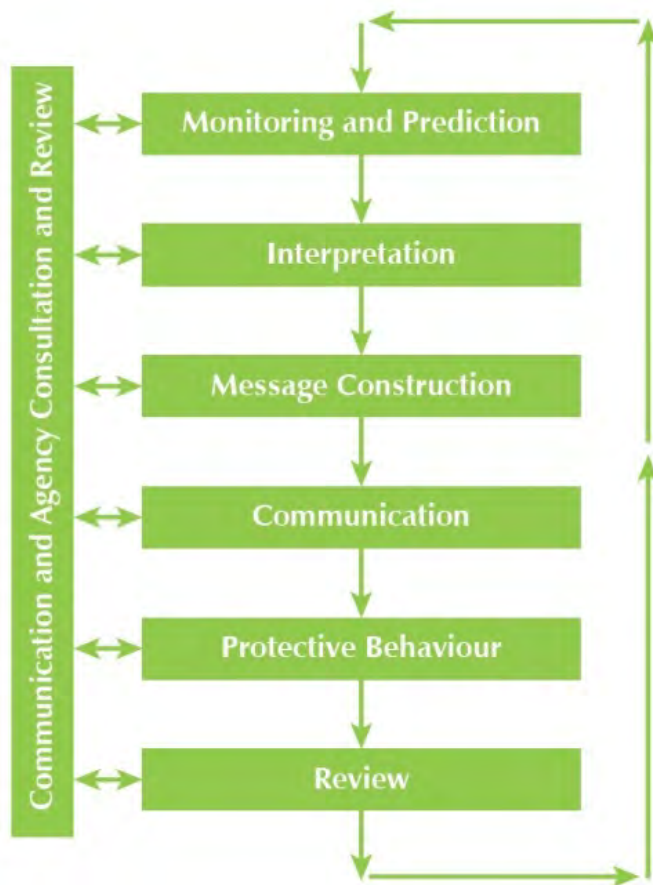 Communication and Agency Consultation and Review
Monitoring and Prediction
Interpretation
Message Construction
Communication
Protective Behaviour
Review